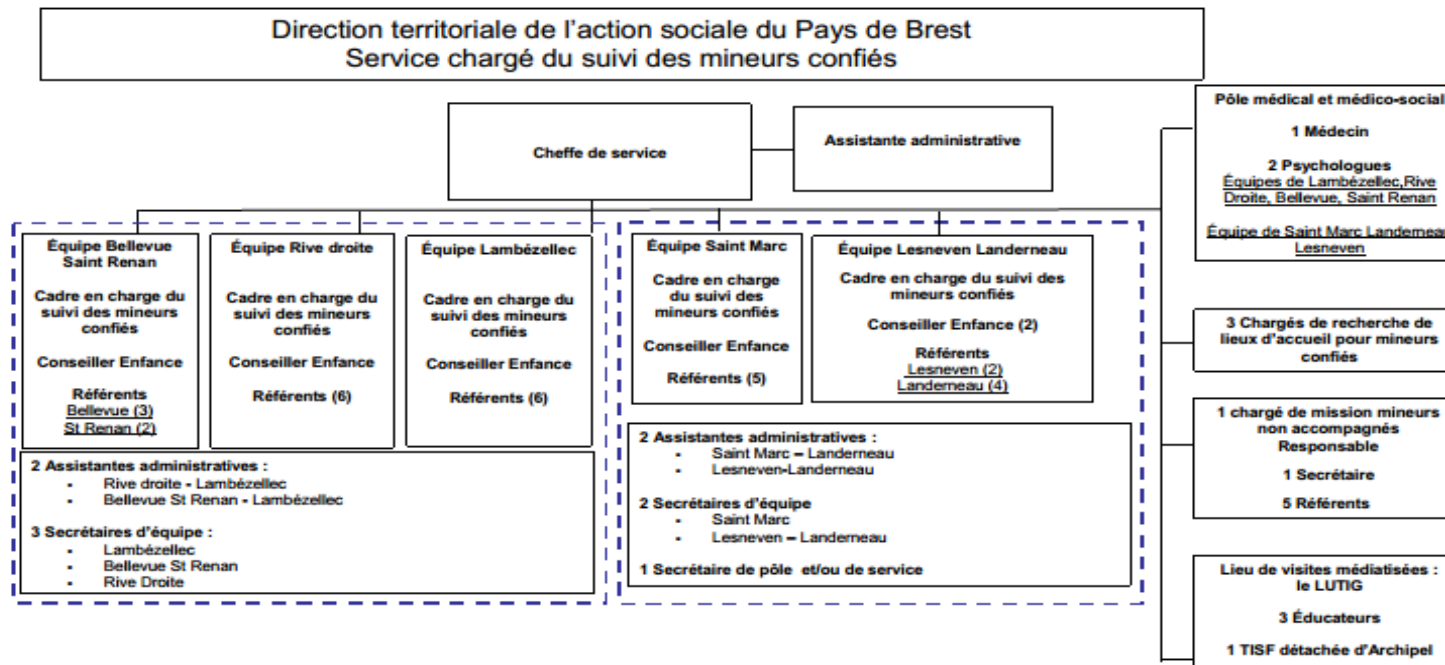 Direction territoriale de l'action sociale du Pays de Brest
Service chargé du suivi des mineurs confiés
Cheffe de service
Assistante administrative
Équipe Bellevue
Saint Renan
Cadre en charge du
suivi des mineurs
confiés
Conseiller Enfance
Référents
Bellevue (3)
St Renan (2)
Équipe Rive droite
Cadre en charge du
suivi des mineurs
confiés
Conseiller Enfance
Référents (6)
Équipe Lambézellec
Cadre en charge du
suivi des mineurs
confiés
Conseiller Enfance
Référents (6)
2 Assistantes administratives :
- Rive droite - Lambézellec
- Bellevue St Renan - Lambézellec
3 Secrétaires d'équipe :
- Lambézellec
- Bellevue St Renan
- Rive Droite
Équipe Saint Marc
Cadre en charge
du suivi des
mineurs confiés
Conseiller Enfance
Référents (5)
Équipe Lesneven Landerneau
Cadre en charge du suivi des
mineurs confiés
Conseiller Enfance (2)
Référents
Lesneven (2)
Landerneau (4)
2 Assistantes administratives :
- Saint Marc – Landerneau
- Lesneven-Landerneau
2 Secrétaires d'équipe
- Saint Marc
- Lesneven – Landerneau
1 Secrétaire de pôle et/ou de service
Pôle médical et médico-social
1 Médecin
2 Psychologues
Équipes de Lambézellec,Rive
Droite, Bellevue, Saint Renan
Équipe de Saint Marc Landerneau
Lesneven
3 Chargés de recherche de
lieux d'accueil pour mineurs
confiés
1 chargé de mission mineurs
non accompagnés
Responsable
1 Secrétaire
5 Référents
Lieu de visites médiatisées :
le LUTIG
3 Éducateurs
1 TISF détachée d'Archipel